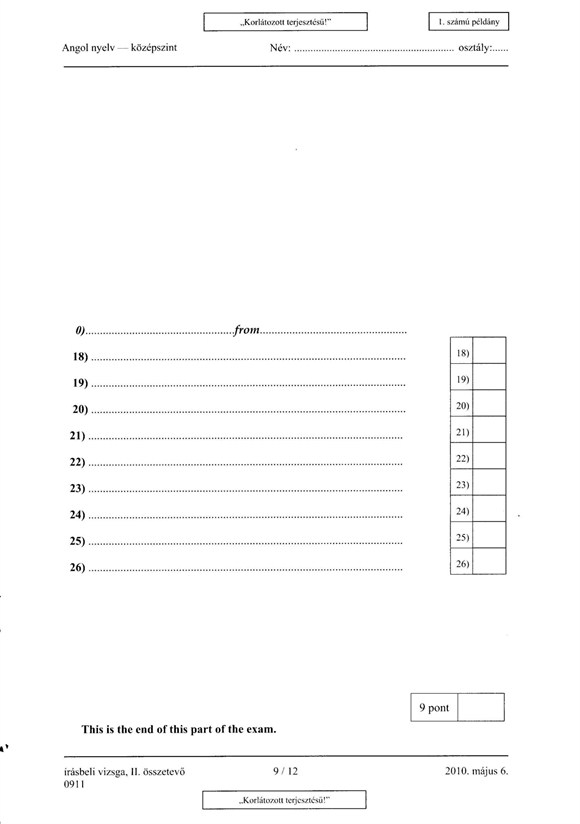 „Korlátozott terjesztésű!”
1. számú példány
Angol nyelv — középszint
Név: ........................................................ osztály:......
0)....................................................from....................................................
18) ..............................................................................................................
19) ..............................................................................................................
20) ..............................................................................................................
21) ..............................................................................................................
22) ..............................................................................................................
23) ..............................................................................................................
24) ..............................................................................................................
25) ..............................................................................................................
26) ..............................................................................................................
18)
19)
20)
21)
22)
23)
24)
25)
26)
9 pont
This is the end of this part of the exam.
írásbeli vizsga, II. összetevő
9 / 12
2010. május 6.
0911
„Korlátozott terjesztésű!”